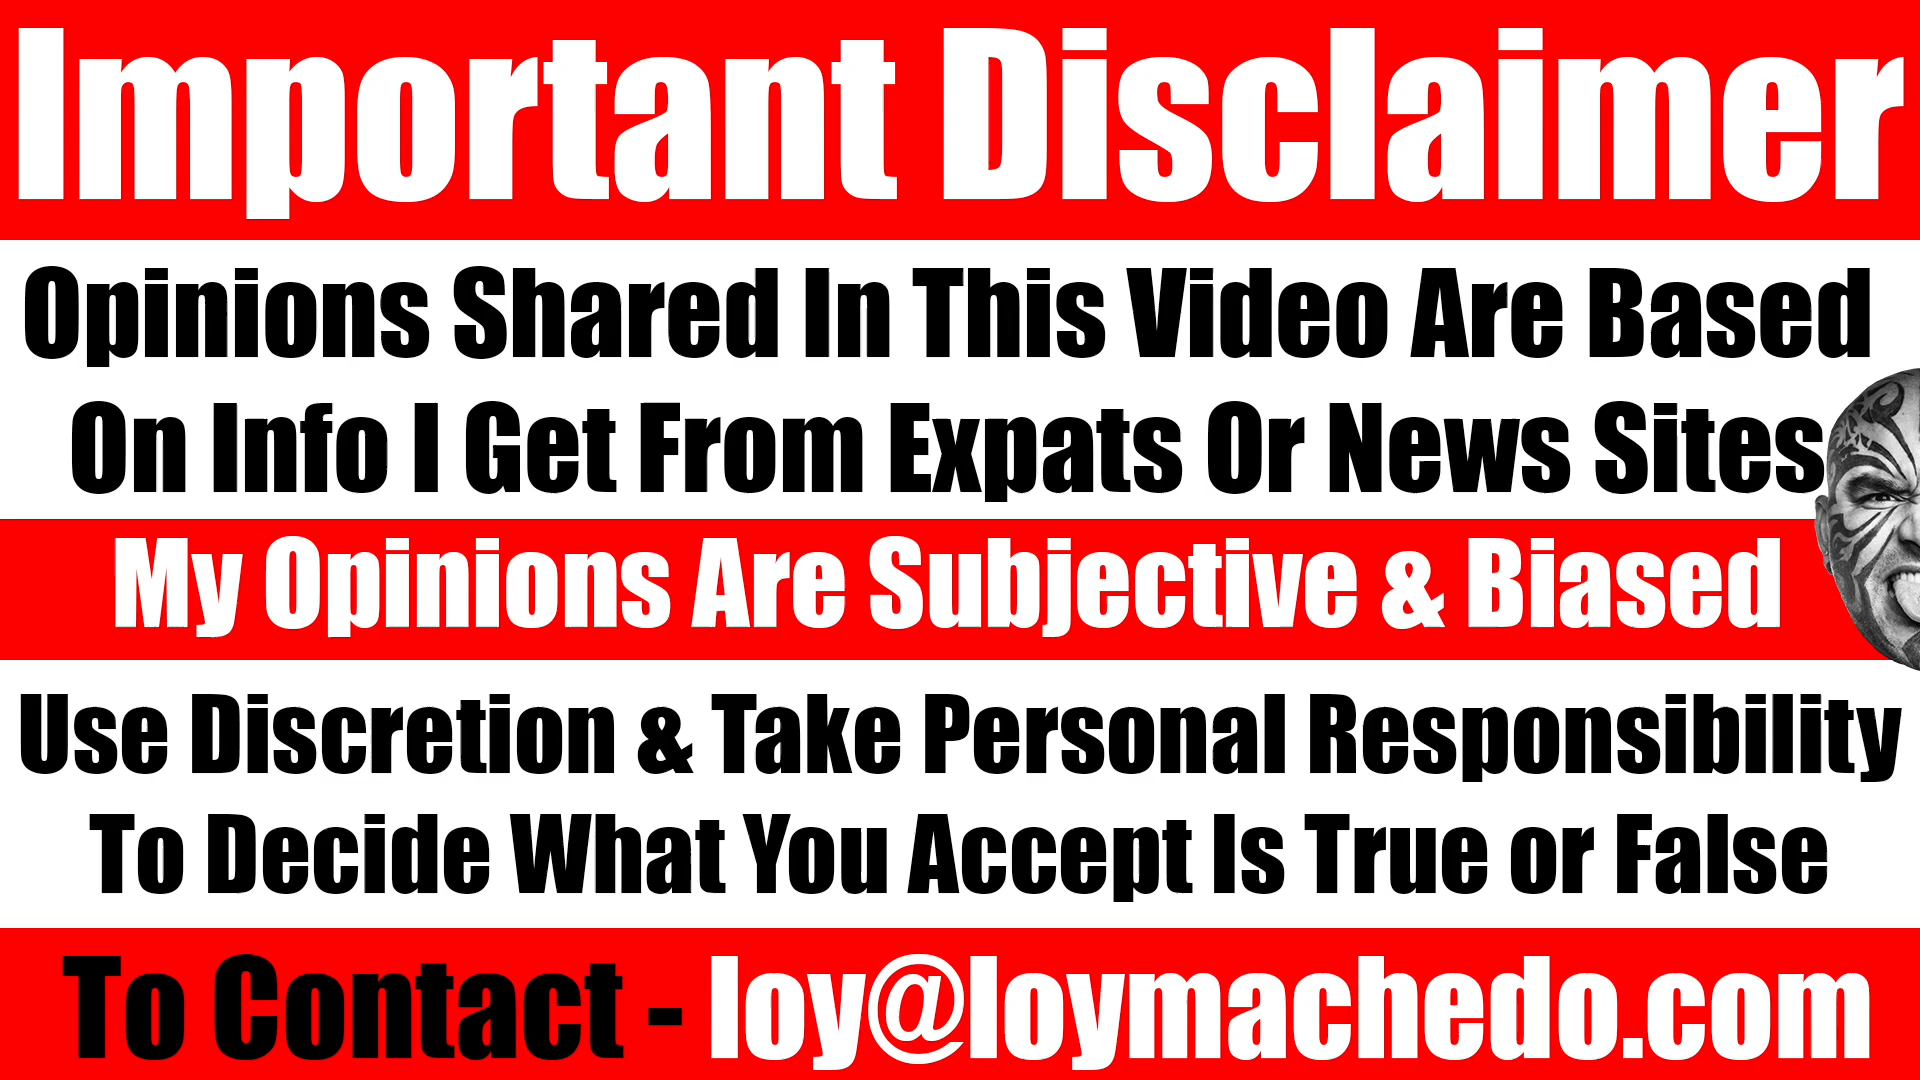 Important Disclaimer
Opinions Shared In This Video Are Based
On Info I Get From Expats Or News Sites
My Opinions Are Subjective & Biased
Use Discretion & Take Personal Responsibility
To Decide What You Accept Is True or False
To Contact - loy@loymachedo.com